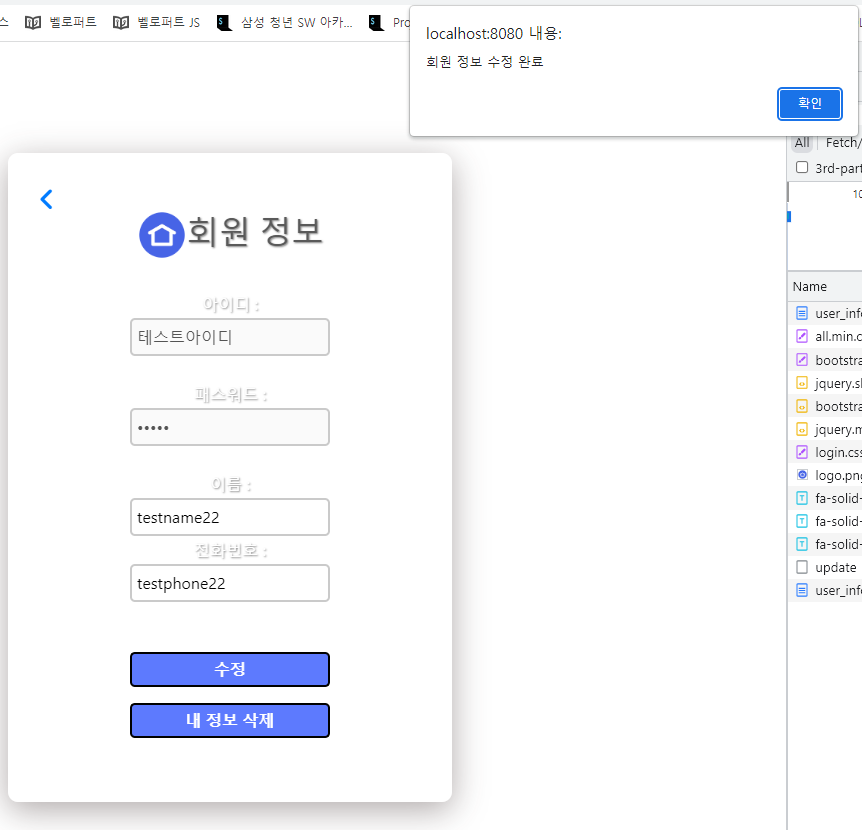 스
벨로퍼트
벨로퍼트 JS
삼성 청년 SW 아카...
Pro
localhost:8080 내용:
회원 정보 수정 완료
확인
All
Fetch/
3rd-part
10
회원 정보
아이디 :
테스트아이디
패스워드 :
•••••
이름 :
testname22
전화번호 :
testphone22
수정
내 정보 삭제
Name
user_info
all.min.c
bootstra
jquery.sl
bootstra
jquery.m
login.css
logo.png
fa-solid-
fa-solid-
fa-solid-
update
user_info